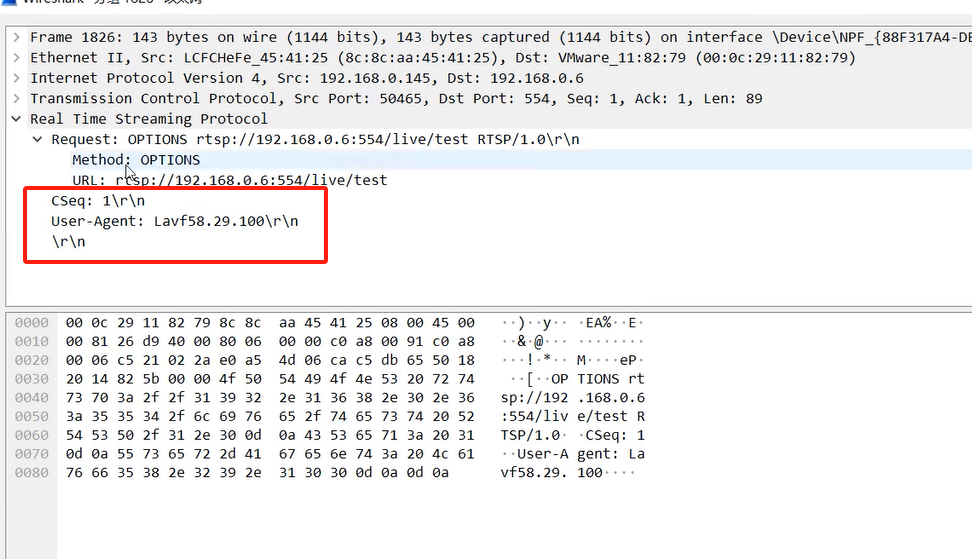 Wireshark · 分组 1826 · 以太网
Frame 1826: 143 bytes on wire (1144 bits), 143 bytes captured (1144 bits) on interface \Device\NPF_{88F317A4-DE
Ethernet II, Src: LCFCHeFe_45:41:25 (8c:8c:aa:45:41:25), Dst: VMware_11:82:79 (00:0c:29:11:82:79)
Internet Protocol Version 4, Src: 192.168.0.145, Dst: 192.168.0.6
Transmission Control Protocol, Src Port: 50465, Dst Port: 554, Seq: 1, Ack: 1, Len: 89
Real Time Streaming Protocol
Request: OPTIONS rtsp://192.168.0.6:554/live/test RTSP/1.0\r\n
Method: OPTIONS
URL: rtsp://192.168.0.6:554/live/test
CSeq: 1\r\n
User-Agent: Lavf58.29.100\r\n
\r\n
0000 00 0c 29 11 82 79 8c 8c aa 45 41 25 08 00 45 00 ··)··y·· ·EA%··E·
0010 00 81 26 d9 40 00 80 06 00 00 c0 a8 00 91 c0 a8 ··&·@··· ········
0020 00 06 c5 21 02 2a e0 a5 4d 06 ca c5 db 65 50 18 ···!·*·· M····eP·
0030 20 14 82 5b 00 00 4f 50 54 49 4f 4e 53 20 72 74 ··[··OP TIONS rt
0040 73 70 3a 2f 2f 31 39 32 2e 31 36 38 2e 30 2e 36 sp://192 .168.0.6
0050 3a 35 35 34 2f 6c 69 76 65 2f 74 65 73 74 20 52 :554/liv e/test R
0060 54 53 50 2f 31 2e 30 0d 0a 43 53 65 71 3a 20 31 TSP/1.0· ·CSeq: 1
0070 0d 0a 55 73 65 72 2d 41 67 65 6e 74 3a 20 4c 61 ··User-A gent: La
0080 76 66 35 38 2e 32 39 2e 31 30 30 0d 0a 0d 0a vf58.29. 100····